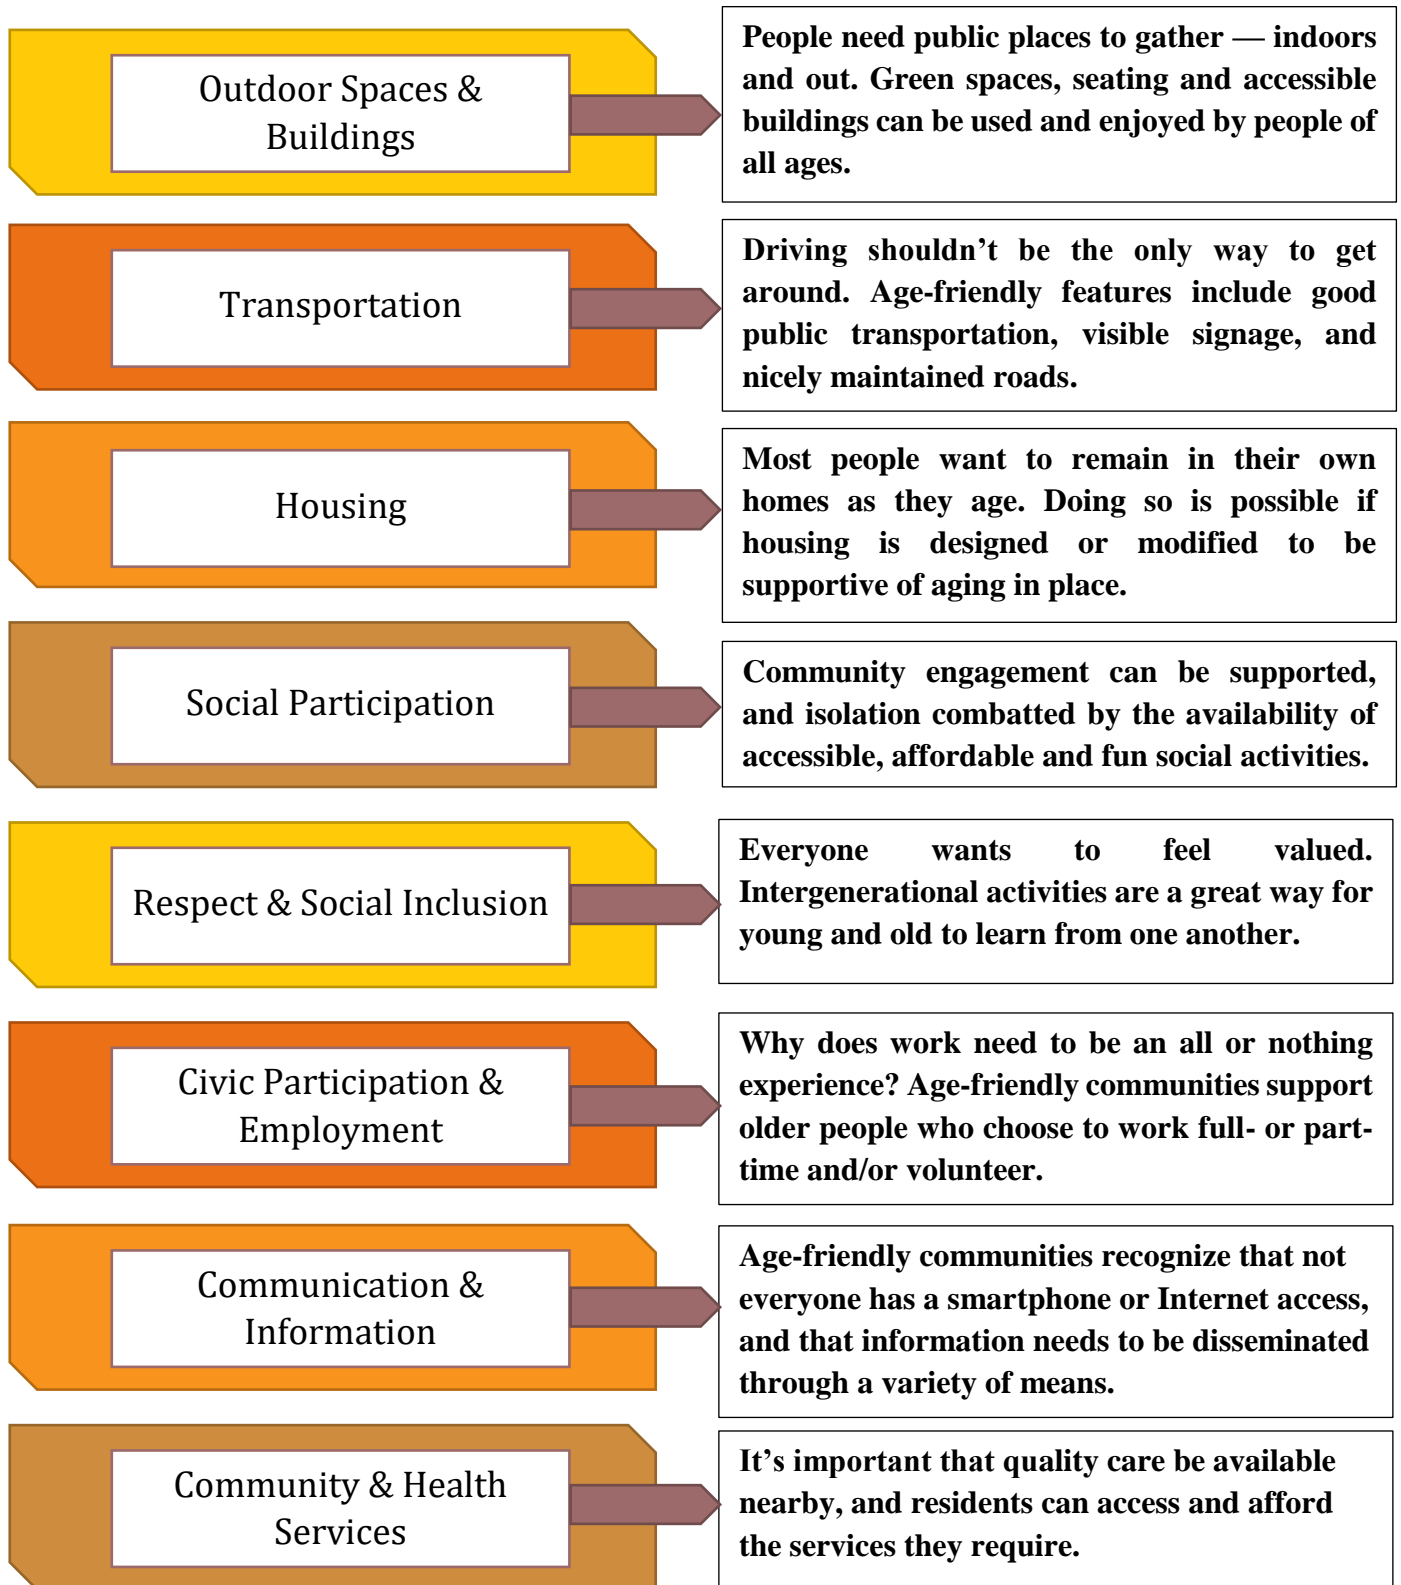 Outdoor Spaces &
Buildings
People need public places to gather — indoors
and out. Green spaces, seating and accessible
buildings can be used and enjoyed by people of
all ages.
Transportation
Driving shouldn’t be the only way to get
around. Age-friendly features include good
public transportation, visible signage, and
nicely maintained roads.
Housing
Most people want to remain in their own
homes as they age. Doing so is possible if
housing is designed or modified to be
supportive of aging in place.
Social Participation
Community engagement can be supported,
and isolation combatted by the availability of
accessible, affordable and fun social activities.
Respect & Social Inclusion
Everyone wants to feel valued.
Intergenerational activities are a great way for
young and old to learn from one another.
Civic Participation &
Employment
Why does work need to be an all or nothing
experience? Age-friendly communities support
older people who choose to work full- or part-
time and/or volunteer.
Communication &
Information
Age-friendly communities recognize that not
everyone has a smartphone or Internet access,
and that information needs to be disseminated
through a variety of means.
Community & Health
Services
It’s important that quality care be available
nearby, and residents can access and afford
the services they require.